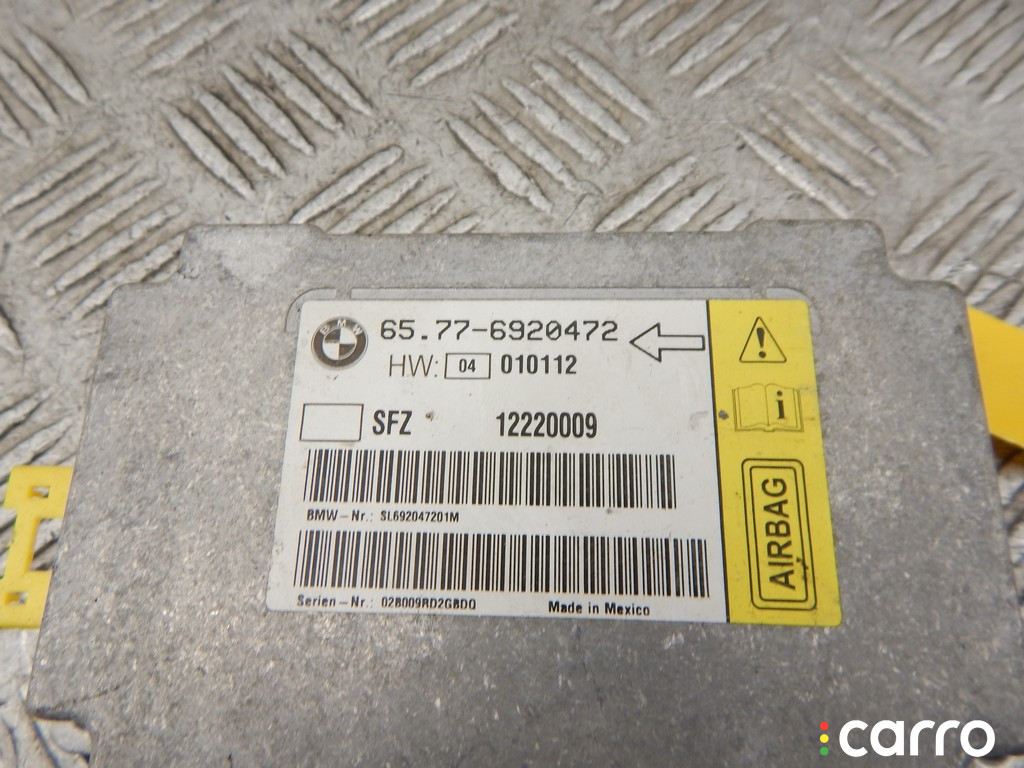 BMW
65.77-6920472
HW: 04 010112
SFZ 12220009
BMW-Nr.: SL692047201M
Serien-Nr.: 02B009RD2GBDQ Made in Mexico
i
AIRBAG
carro